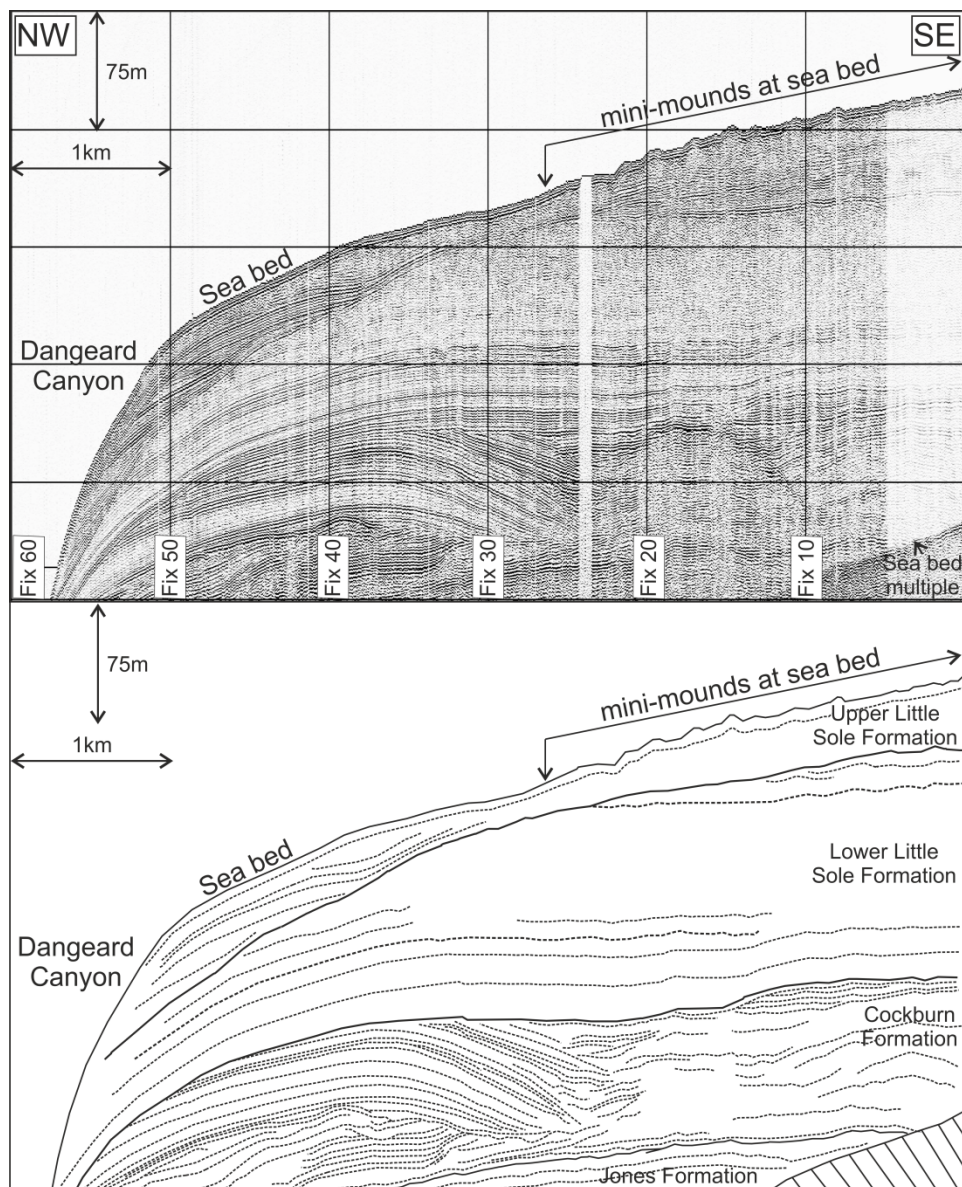 NW
SE
75m
mini-mounds at sea bed
1km
Sea bed
Dangeard
Canyon
Fix 60
Fix 50
Fix 40
Fix 30
Fix 20
Fix 10
Sea bed
multiple
75m
mini-mounds at sea bed
1km
Upper Little
Sole Formation
Sea bed
Lower Little
Sole Formation
Dangeard
Canyon
Cockburn
Formation
Jones Formation